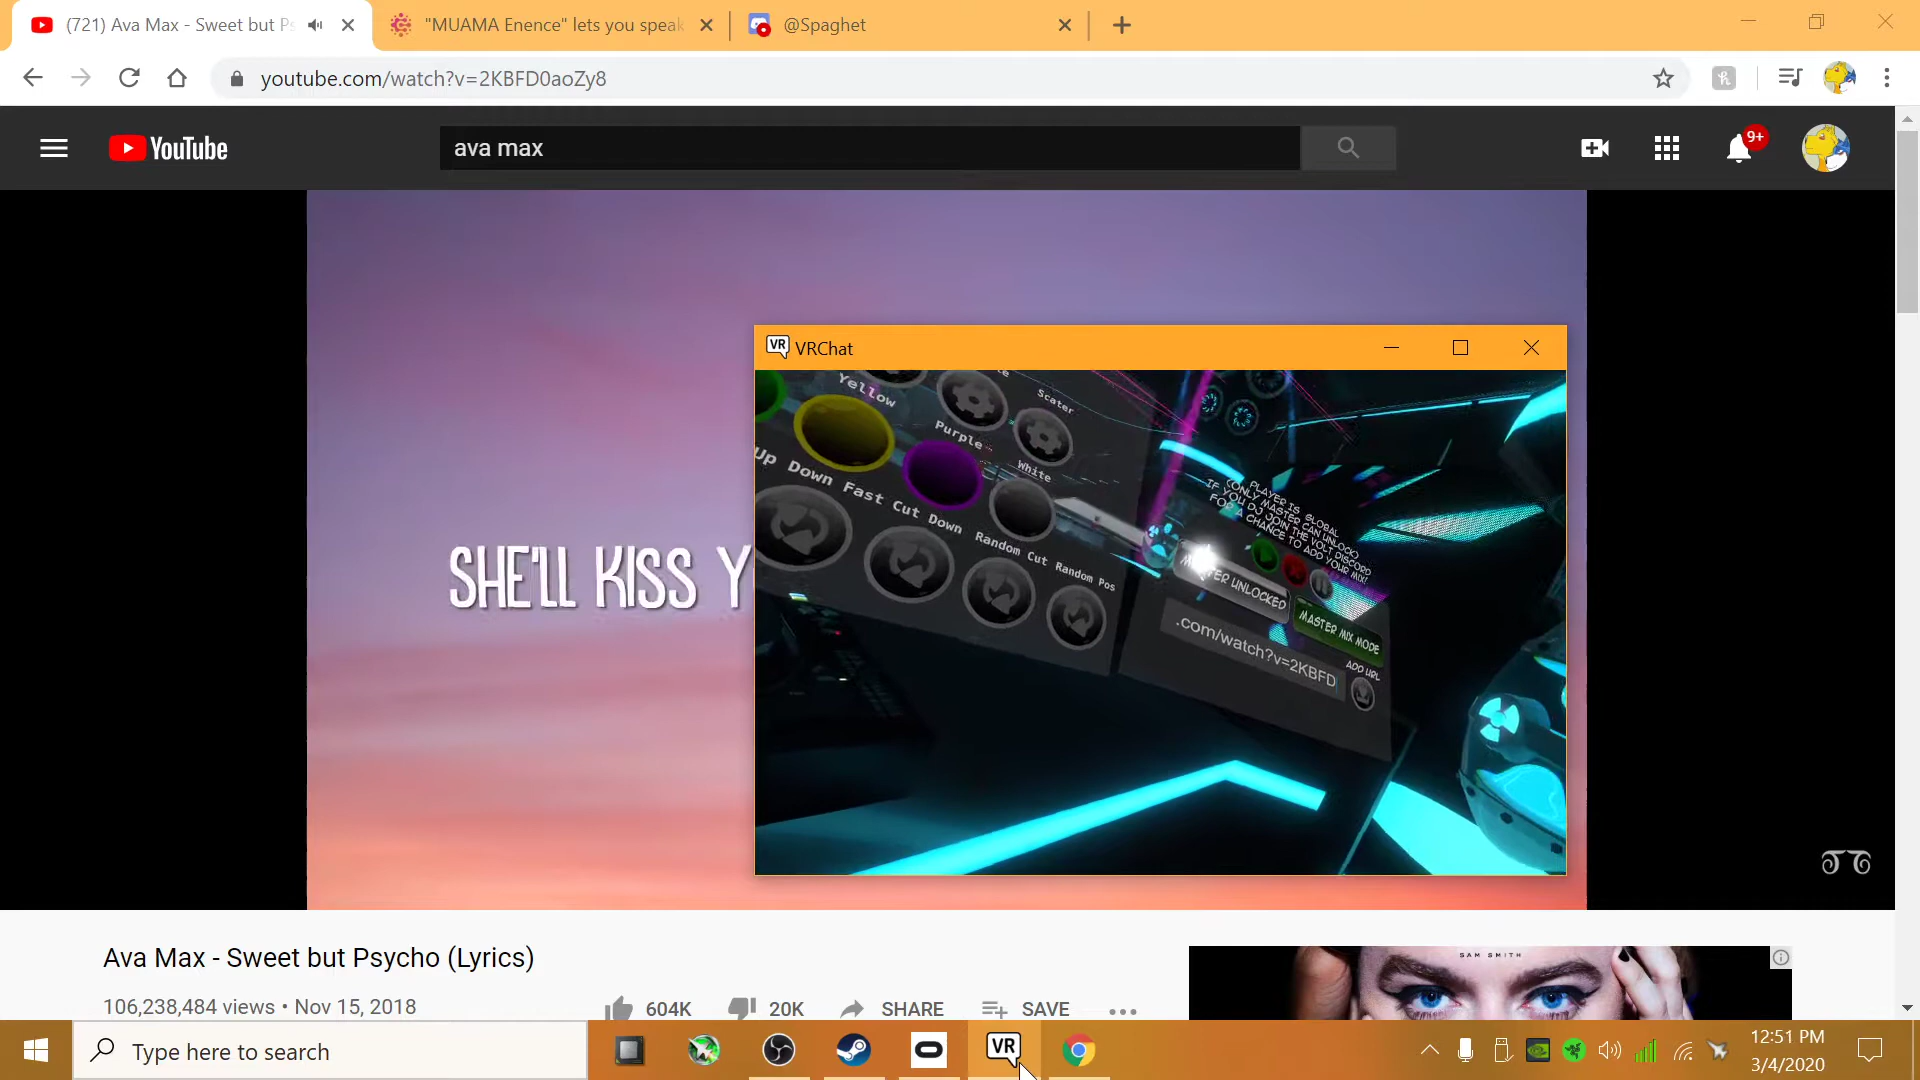 (721) Ava Max - Sweet but Ps
"MUAMA Enence" lets you speak
@Spaghet
youtube.com/watch?v=2KBFD0aoZy8
YouTube
ava max
9+
SHE'LL KISS Y
VR VRChat
Yellow
Scater
Purple
White
Up Down Fast Cut Down Random Cut Random Pos
PLAYER IS GLOBAL
(ONLY MASTER CAN UNLOCK)
IF YOU DJ JOIN THE VOLT DISCORD
FOR A CHANCE TO ADD YOUR MIX!
UNLOCKED
MASTER MIX MODE
.com/watch?v=2KBFD
ADD URL
Ava Max - Sweet but Psycho (Lyrics)
106,238,484 views • Nov 15, 2018
604K
20K
SHARE
SAVE
SAM SMITH
Type here to search
VR
12:51 PM
3/4/2020